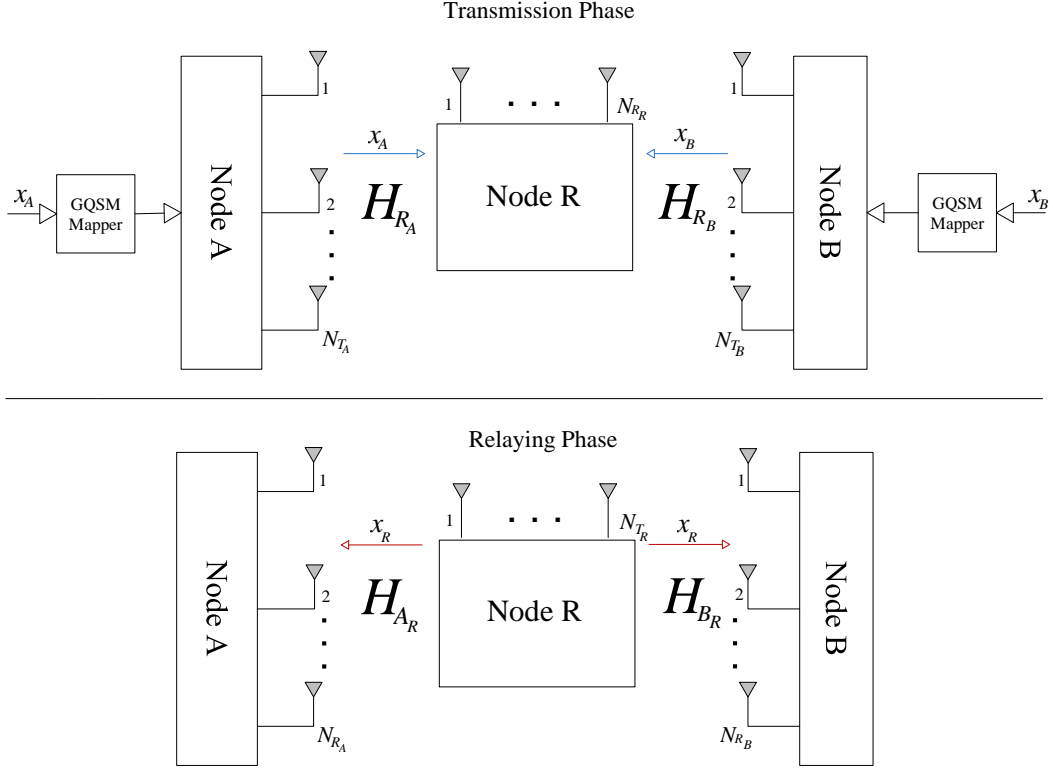 Transmission Phase
1
1
. . .
N_{R_R}
1
x_A
x_B
x_A
GQSM
Mapper
Node A
2
H_{R_A}
Node R
H_{R_B}
2
Node B
GQSM
Mapper
x_B
N_{T_A}
N_{T_B}
Relaying Phase
1
1
. . .
N_{T_R}
1
x_R
x_R
Node A
2
H_{A_R}
Node R
H_{B_R}
2
Node B
N_{R_A}
N_{R_B}